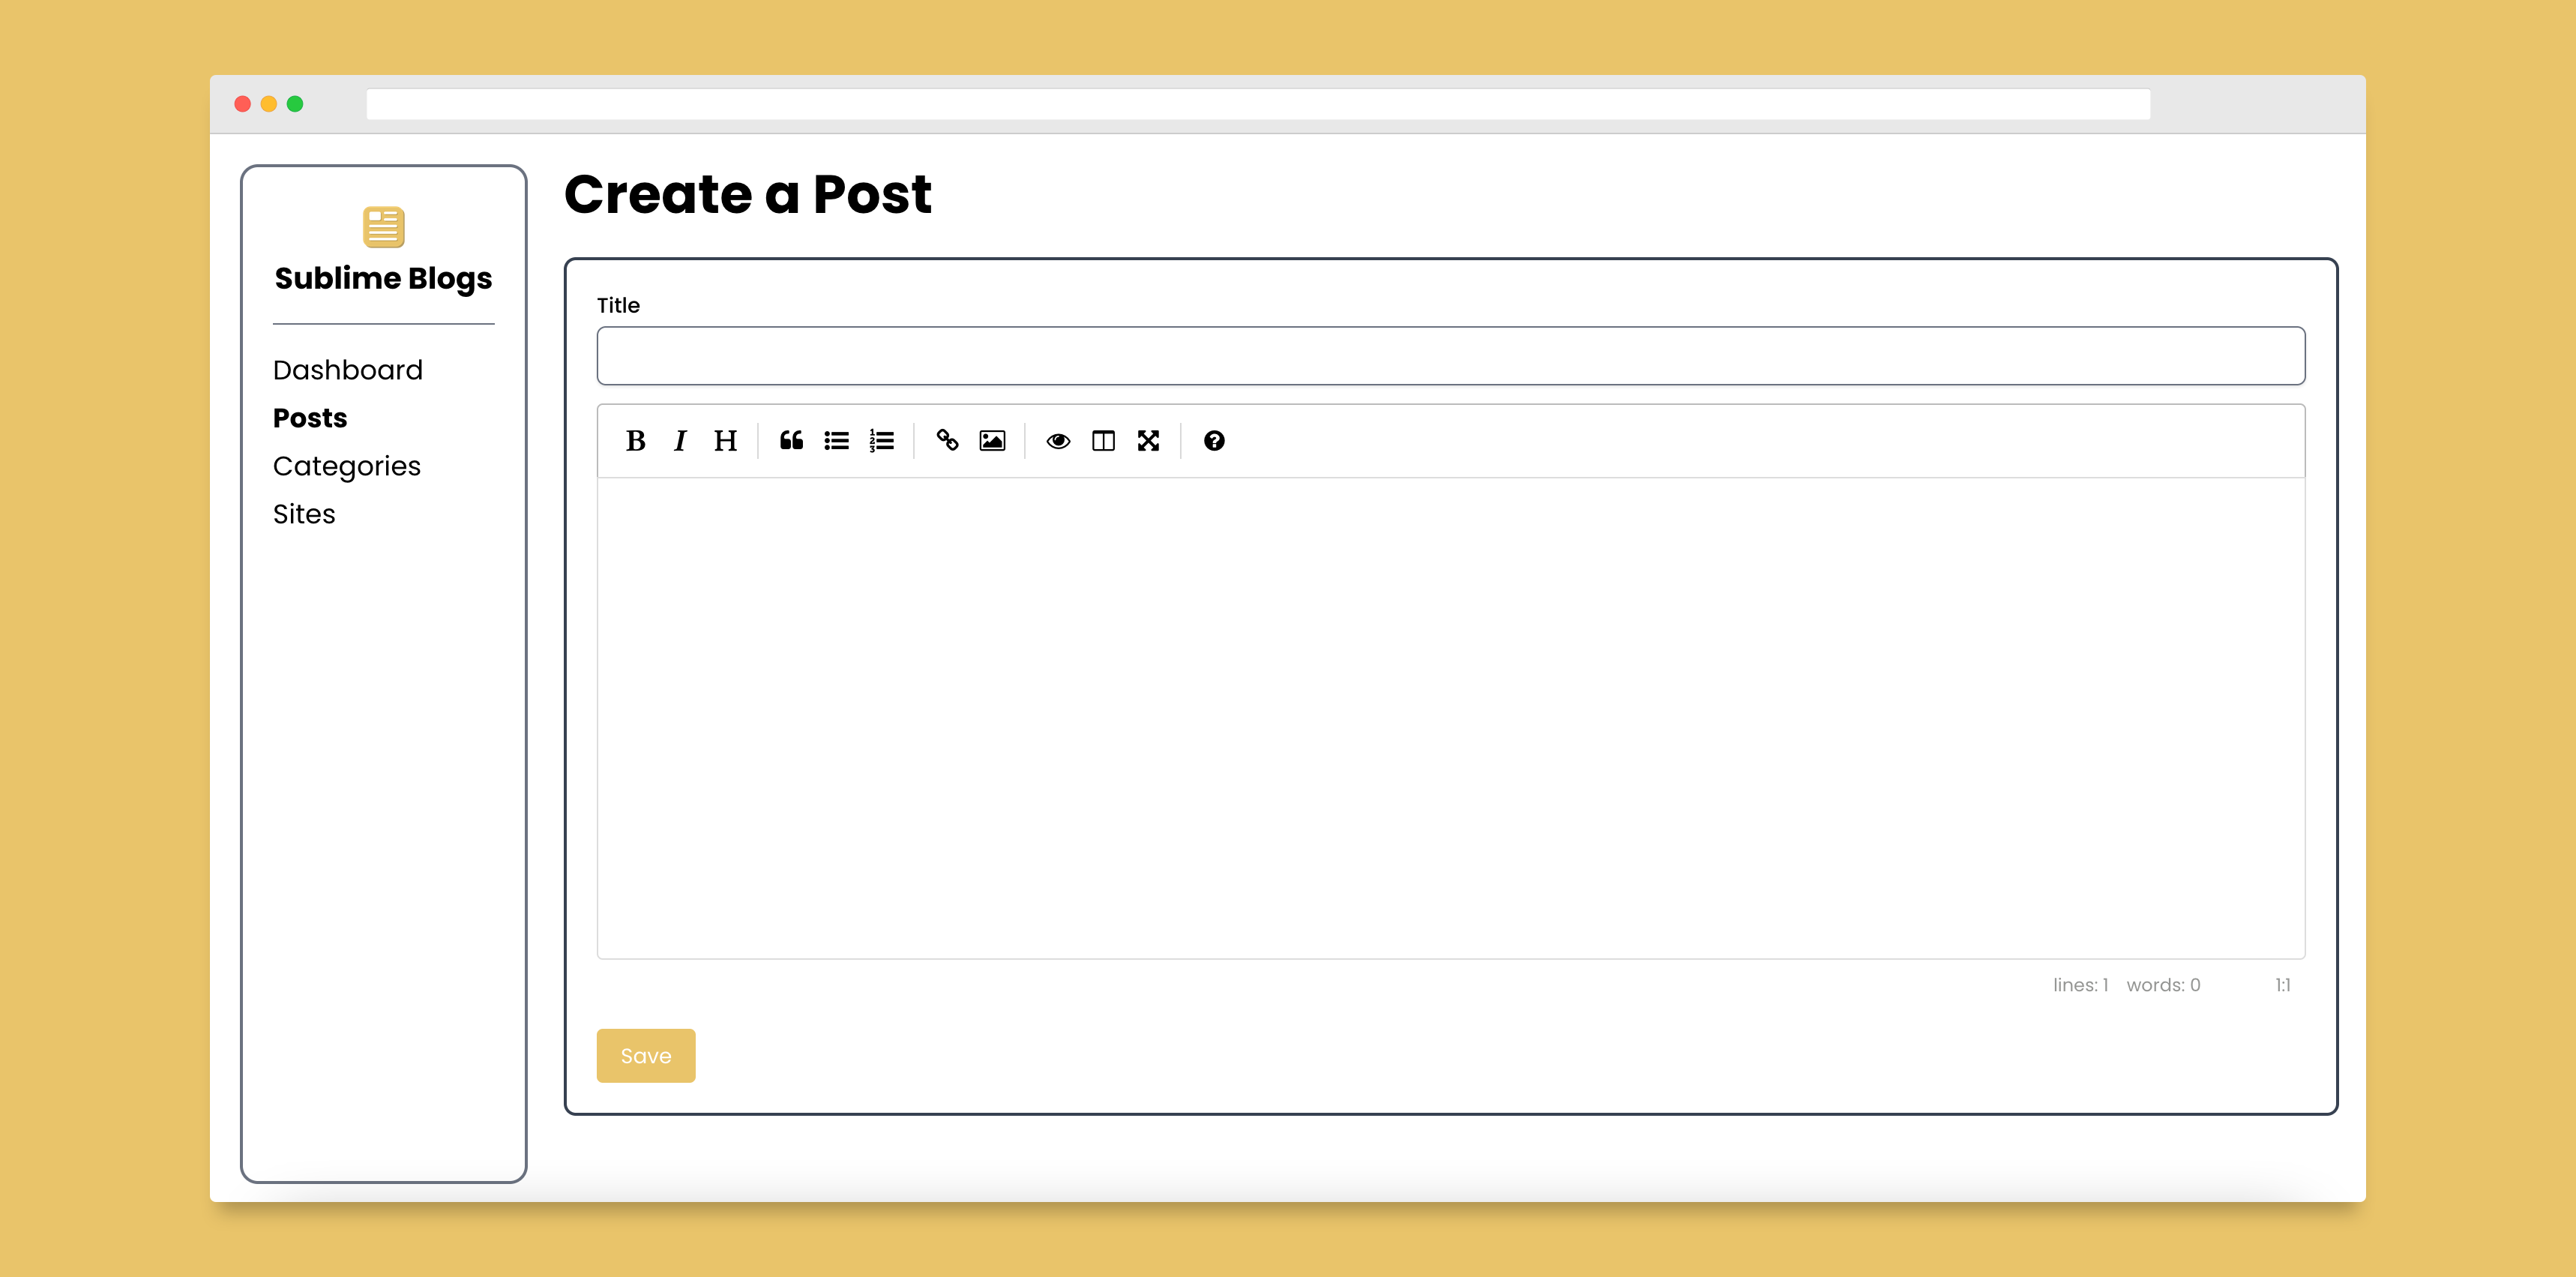 Sublime Blogs
Dashboard
Posts
Categories
Sites
Create a Post
Title
B I H
lines: 1 words: 0 1:1
Save